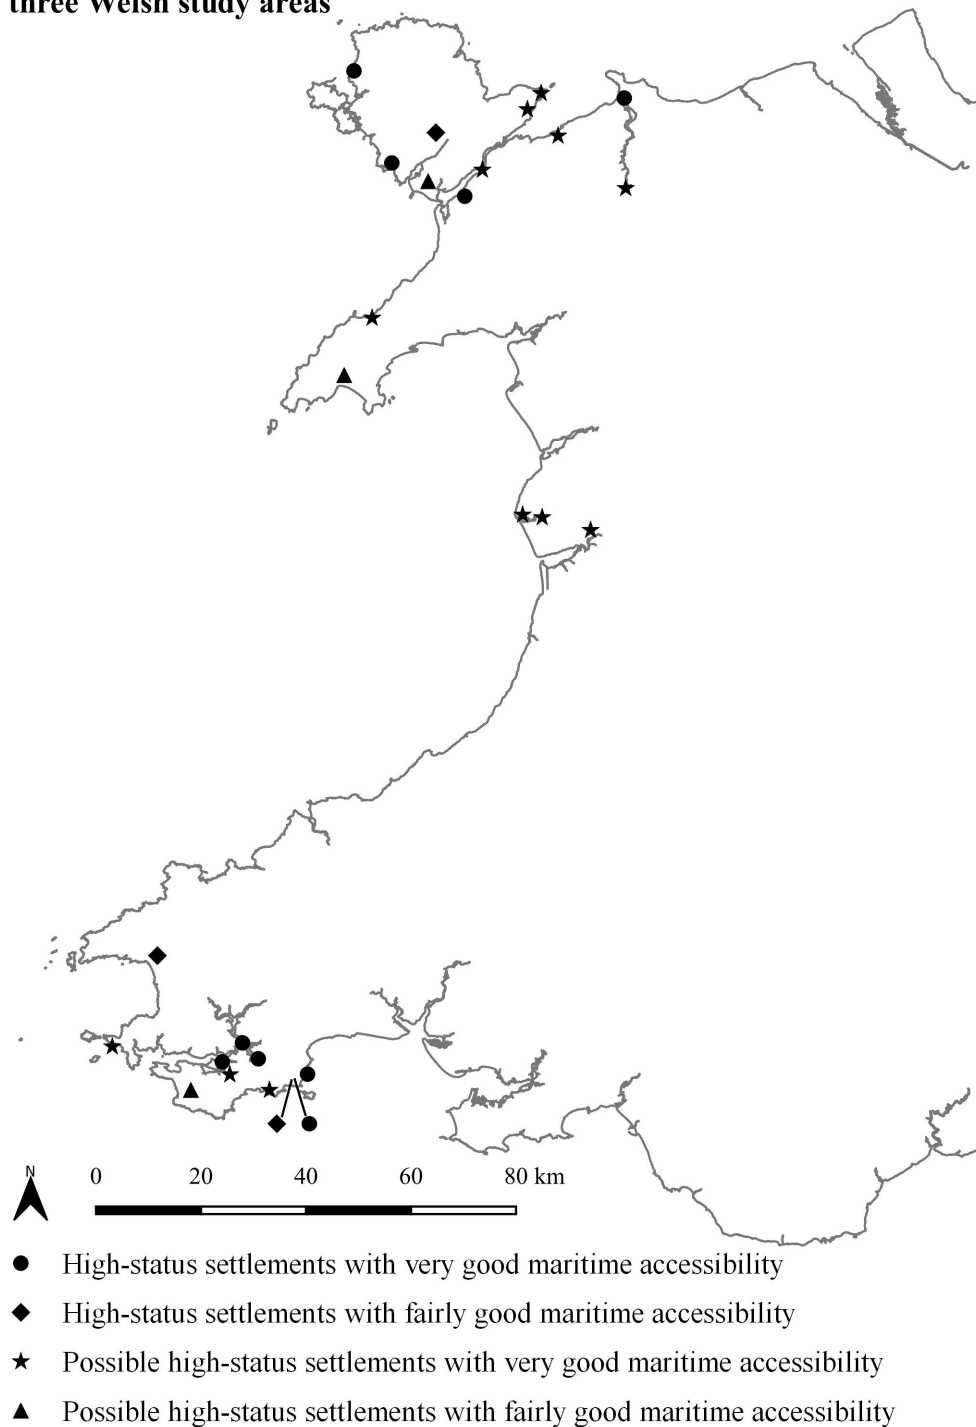 three Welsh study areas
N
0 20 40 60 80 km
High-status settlements with very good maritime accessibility
High-status settlements with fairly good maritime accessibility
Possible high-status settlements with very good maritime accessibility
Possible high-status settlements with fairly good maritime accessibility